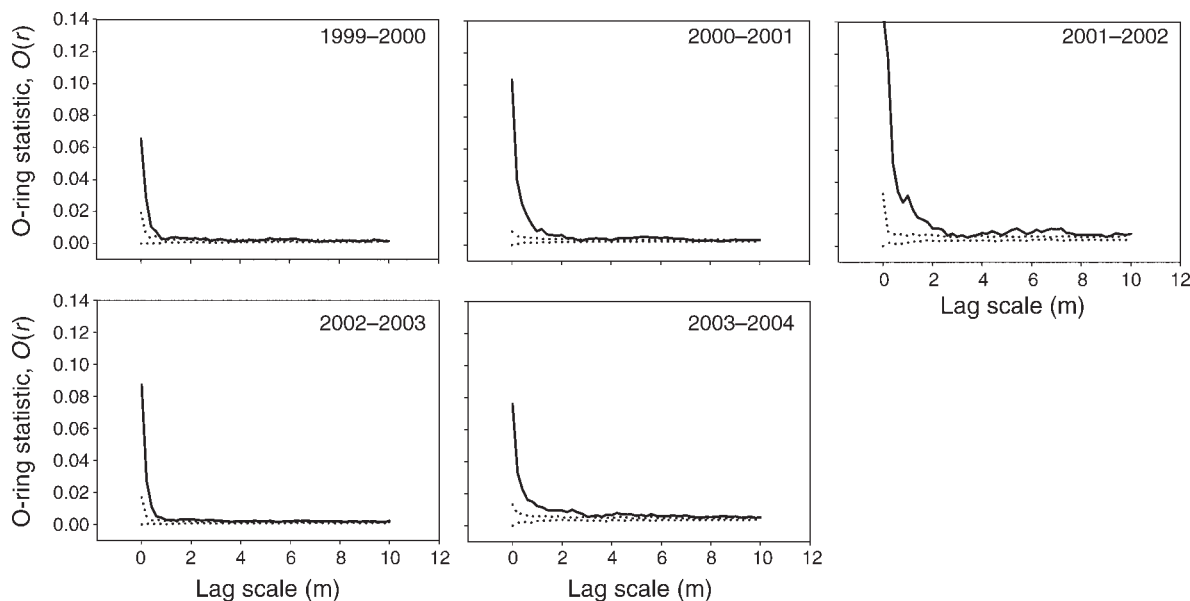 O-ring statistic, O(r)
0.14
0.12
0.10
0.08
0.06
0.04
0.02
0.00
1999–2000
2000–2001
2001–2002
0 2 4 6 8 10 12
Lag scale (m)
O-ring statistic, O(r)
0.14
0.12
0.10
0.08
0.06
0.04
0.02
0.00
2002–2003
2003–2004
0 2 4 6 8 10 12
0 2 4 6 8 10 12
Lag scale (m)
Lag scale (m)